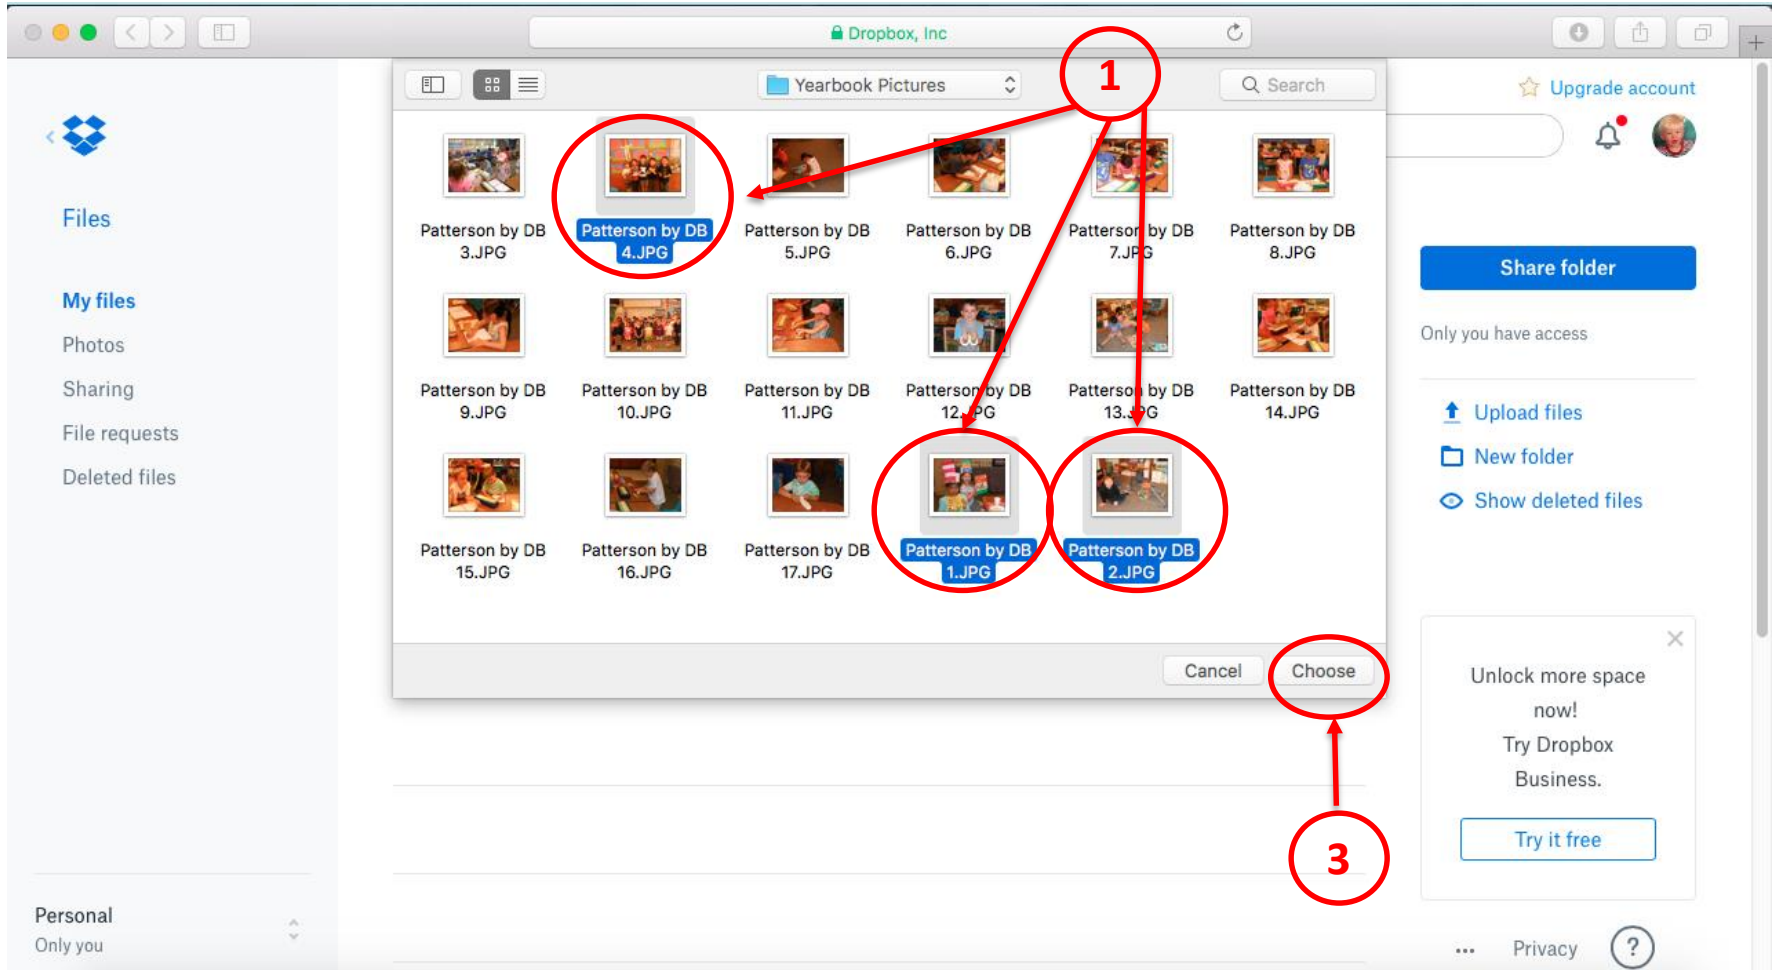 Dropbox, Inc
Yearbook Pictures
Search
1
Upgrade account
Files
My files
Photos
Sharing
File requests
Deleted files
Personal
Only you
Patterson by DB
3.JPG
Patterson by DB
4.JPG
Patterson by DB
5.JPG
Patterson by DB
6.JPG
Patterson by DB
7.JPG
Patterson by DB
8.JPG
Patterson by DB
9.JPG
Patterson by DB
10.JPG
Patterson by DB
11.JPG
Patterson by DB
12.JPG
Patterson by DB
13.JPG
Patterson by DB
14.JPG
Patterson by DB
15.JPG
Patterson by DB
16.JPG
Patterson by DB
17.JPG
Patterson by DB
1.JPG
Patterson by DB
2.JPG
Cancel
Choose
3
Share folder
Only you have access
Upload files
New folder
Show deleted files
Unlock more space
now!
Try Dropbox
Business.
Try it free
... Privacy ?